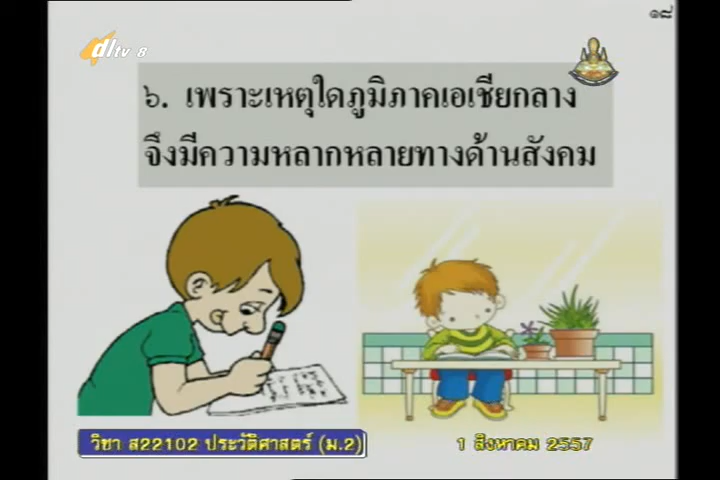 ๑๘
dltv-8
๖. เพราะเหตุใดภูมิภาคเอเชียกลาง
จึงมีความหลากหลายทางด้านสังคม
วิชา ส22102 ประวัติศาสตร์ (ม.2)
1 สิงหาคม 2557